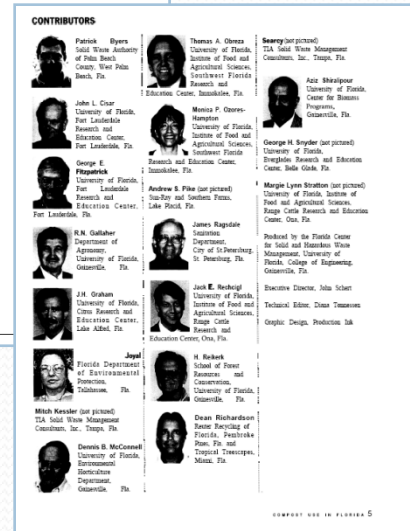 CONTRIBUTORS
Patrick Byers
Solid Waste Authority
of Palm Beach
County, West Palm
Beach, Fla.
John L. Cisar
University of Florida,
Fort Lauderdale
Research and
Education Center,
Fort Lauderdale, Fla.
George E.
Fitzpatrick
University of Florida,
Fort Lauderdale
Research and
Education Center,
Fort Lauderdale, Fla.
R.N. Gallaher
Department of
Agronomy,
University of Florida,
Gainesville, Fla.
J.H. Graham
University of Florida,
Citrus Research and
Education Center,
Lake Alfred, Fla.
Joyal
Florida Department
of Environmental
Protection,
Tallahassee, Fla.
Mitch Kessler (not pictured)
TIA Solid Waste Management
Consultants, Inc., Tampa, Fla.
Dennis B. McConnell
University of Florida,
Environmental
Horticulture
Department,
Gainesville, Fla.
Thomas A. Obreza
University of Florida,
Institute of Food and
Agricultural Sciences,
Southwest Florida
Research and
Education Center, Immokalee, Fla.
Monica P. Ozores-
Hampton
University of Florida,
Institute of Food and
Agricultural Sciences,
Southwest Florida
Research and Education Center,
Immokalee, Fla.
Andrew S. Pike (not pictured)
Sun-Ray and Southern Farms,
Lake Placid, Fla.
James Ragsdale
Sanitation
Department,
City of St.Petersburg,
St. Petersburg, Fla.
Jack E. Rechcigl
University of Florida,
Institute of Food and
Agricultural Sciences,
Range Cattle
Research and
Education Center, Ona, Fla.
H. Reikerk
School of Forest
Resources and
Conservation,
University of Florida,
Gainesville, Fla.
Dean Richardson
Reuter Recycling of
Florida, Pembroke
Pines, Fla. and
Tropical Treescapes,
Miami, Fla.
Searcy (not pictured)
TIA Solid Waste Management
Consultants, Inc., Tampa, Fla.
Aziz Shiralipour
University of Florida,
Center for Biomass
Programs,
Gainesville, Fla.
George H. Snyder (not pictured)
University of Florida,
Everglades Research and Education
Center, Belle Glade, Fla.
Margie Lynn Stratton (not pictured)
University of Florida, Institute of
Food and Agricultural Sciences,
Range Cattle Research and Education
Center, Ona, Fla.
Produced by the Florida Center
for Solid and Hazardous Waste
Management, University of
Florida, College of Engineering,
Gainesville, Fla.
Executive Director, John Schert
Technical Editor, Diana Tennessen
Graphic Design, Production Ink
COMPOST USE IN FLORIDA 5